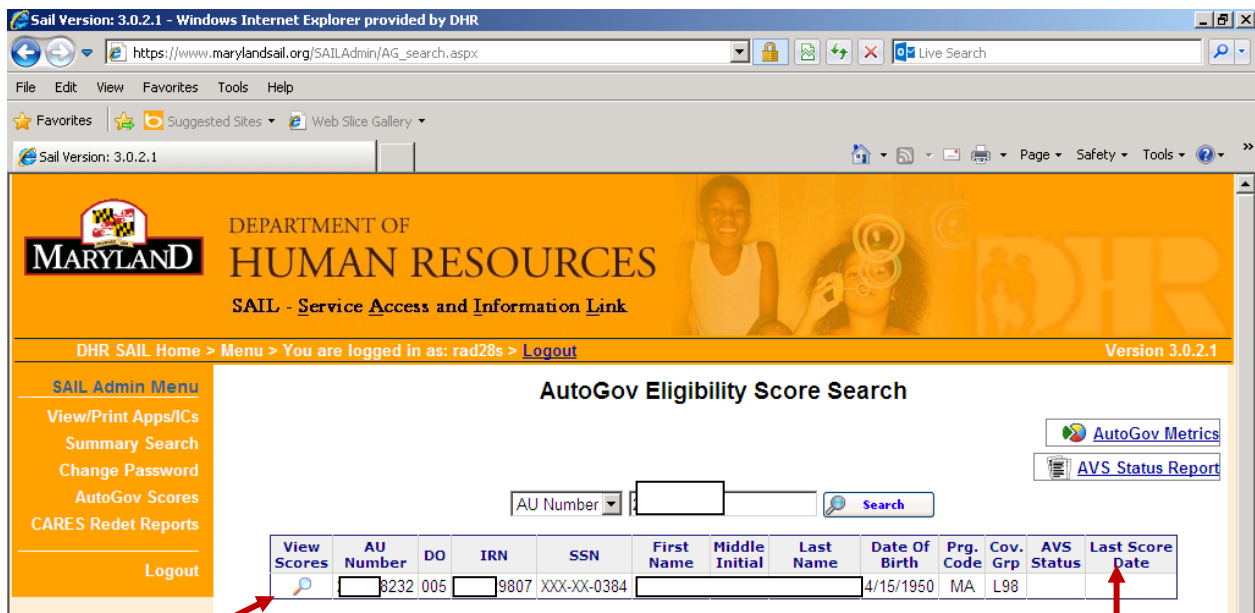 Sail Version: 3.0.2.1 - Windows Internet Explorer provided by DHR
https://www.marylandsail.org/SAILAdmin/AG_search.aspx
Live Search
File Edit View Favorites Tools Help
Favorites Suggested Sites Web Slice Gallery
Sail Version: 3.0.2.1
Page Safety Tools
MARYLAND
DEPARTMENT OF
HUMAN RESOURCES
SAIL - Service Access and Information Link
DHR
DHR SAIL Home > Menu > You are logged in as: rad28s > Logout Version 3.0.2.1
SAIL Admin Menu
View/Print Apps/ICs
Summary Search
Change Password
AutoGov Scores
CARES Redet Reports
Logout
AutoGov Eligibility Score Search
AutoGov Metrics
AVS Status Report
AU Number Search
View Scores AU Number DO IRN SSN First Name Middle Initial Last Name Date Of Birth Prg. Code Cov. Grp AVS Status Last Score Date
8232 005 9807 XXX-XX-0384 4/15/1950 MA L98